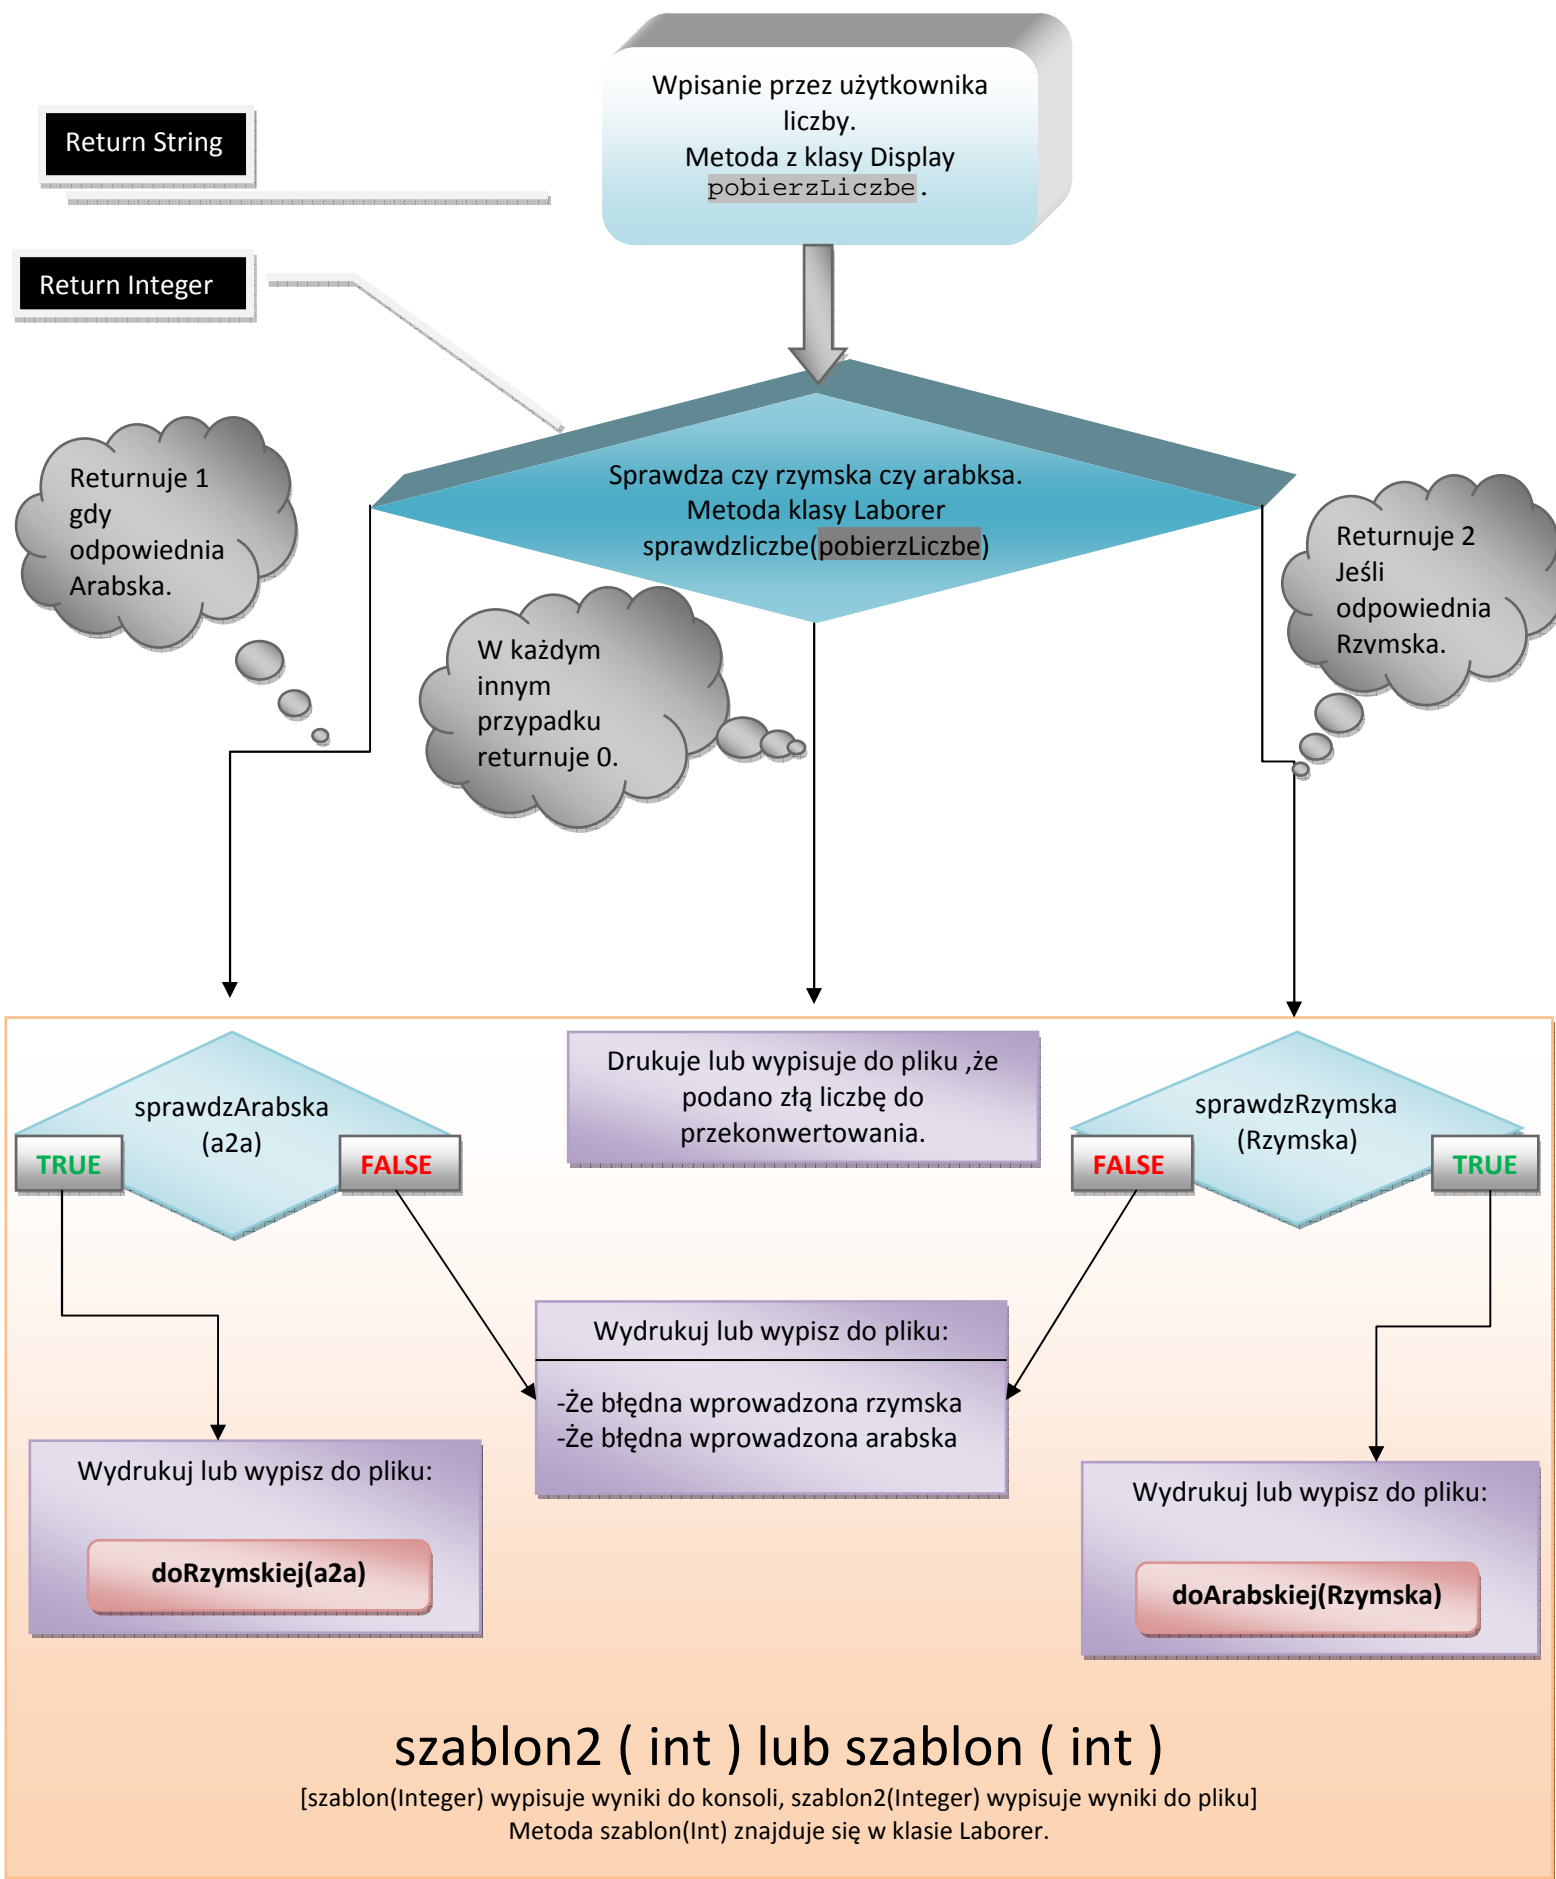 Wpisanie przez użytkownika
liczby.
Metoda z klasy Display
pobierzLiczbe.
Return String
Return Integer
Sprawdza czy rzymska czy arabksa.
Metoda klasy Laborer
sprawdzliczbe(pobierzLiczbe)
Returnuje 1
gdy
odpowiednia
Arabska.
W każdym
innym
przypadku
returnuje 0.
Returnuje 2
Jeśli
odpowiednia
Rzymska.
sprawdzArabska
(a2a)
TRUE
FALSE
Drukuje lub wypisuje do pliku ,że
podano złą liczbę do
przekonwertowania.
sprawdzRzymska
(Rzymska)
FALSE
TRUE
Wydrukuj lub wypisz do pliku:
-Że błędna wprowadzona rzymska
-Że błędna wprowadzona arabska
Wydrukuj lub wypisz do pliku:
doRzymskiej(a2a)
Wydrukuj lub wypisz do pliku:
doArabskiej(Rzymska)
szablon2 ( int ) lub szablon ( int )
[szablon(Integer) wypisuje wyniki do konsoli, szablon2(Integer) wypisuje wyniki do pliku]
Metoda szablon(Int) znajduje się w klasie Laborer.